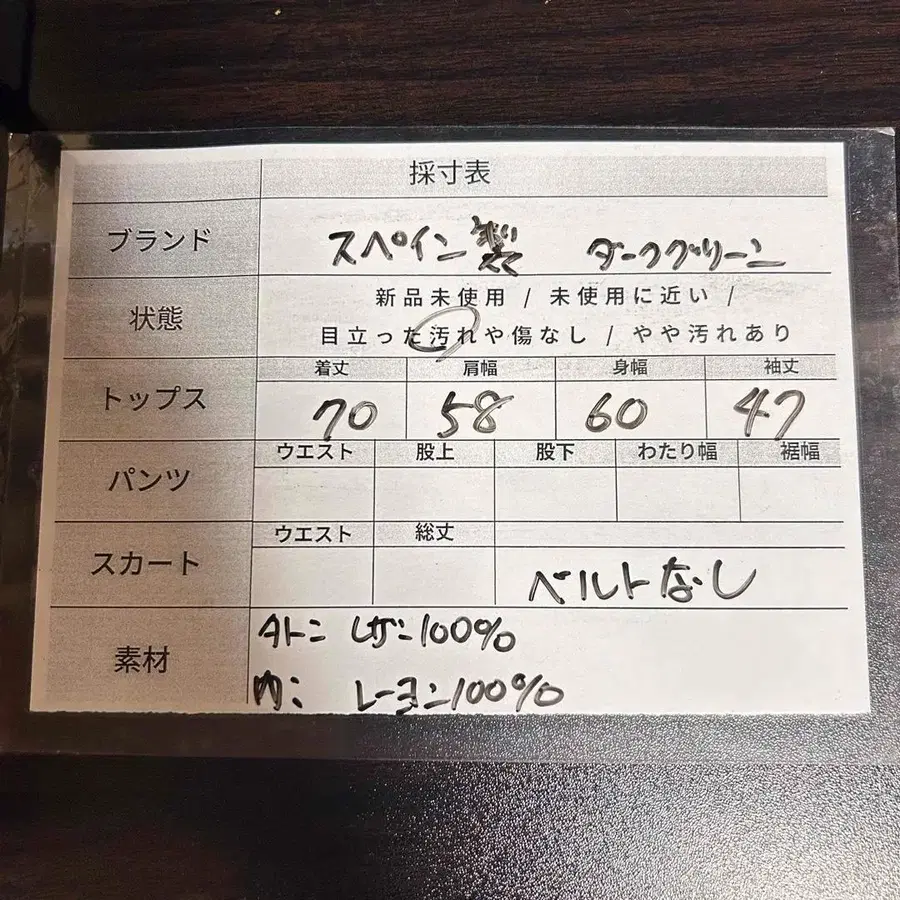 採寸表
ブランド スペイン製 ダークグリーン
状態 新品未使用 / 未使用に近い /
目立った汚れや傷なし / やや汚れあり
トップス 着丈 肩幅 身幅 袖丈
70 58 60 47
パンツ ウエスト 股上 股下 わたり幅 裾幅
スカート ウエスト 総丈
ベルトなし
素材 外: レザー100%
内: レーヨン100%